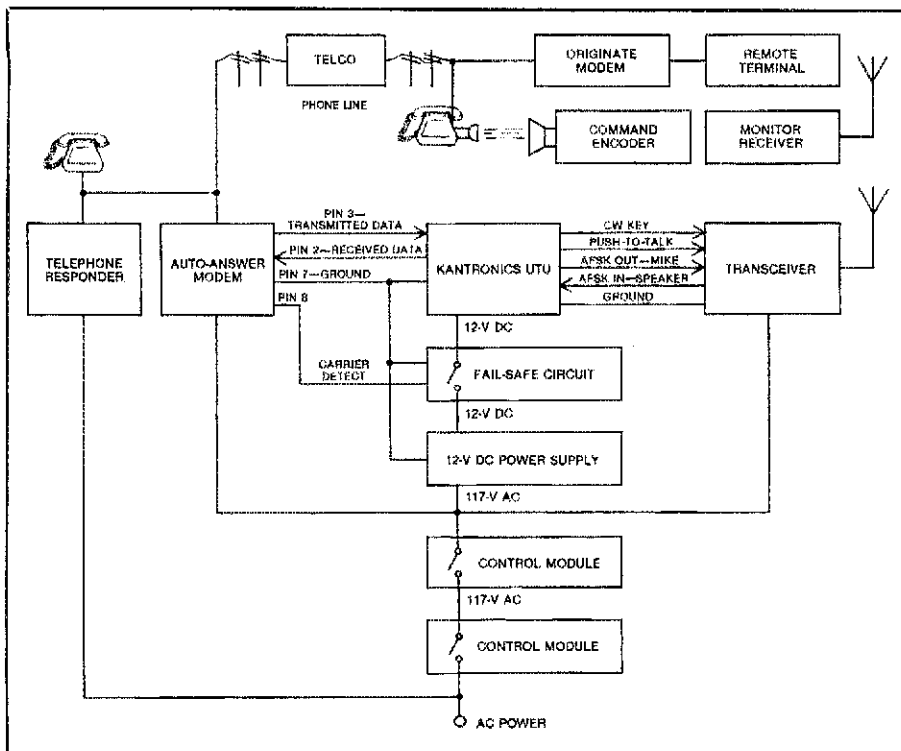 TELCO
PHONE LINE
ORIGINATE
MODEM
REMOTE
TERMINAL
COMMAND
ENCODER
MONITOR
RECEIVER
TELEPHONE
RESPONDER
AUTO-ANSWER
MODEM
PIN 3—
TRANSMITTED DATA
PIN 2—RECEIVED DATA
PIN 7—GROUND
PIN 8
CARRIER
DETECT
KANTRONICS UTU
CW KEY
PUSH-TO-TALK
AFSK OUT—MIKE
AFSK IN—SPEAKER
GROUND
TRANSCEIVER
12-V DC
FAIL-SAFE CIRCUIT
12-V DC
12-V DC POWER SUPPLY
117-V AC
CONTROL MODULE
117-V AC
CONTROL MODULE
AC POWER